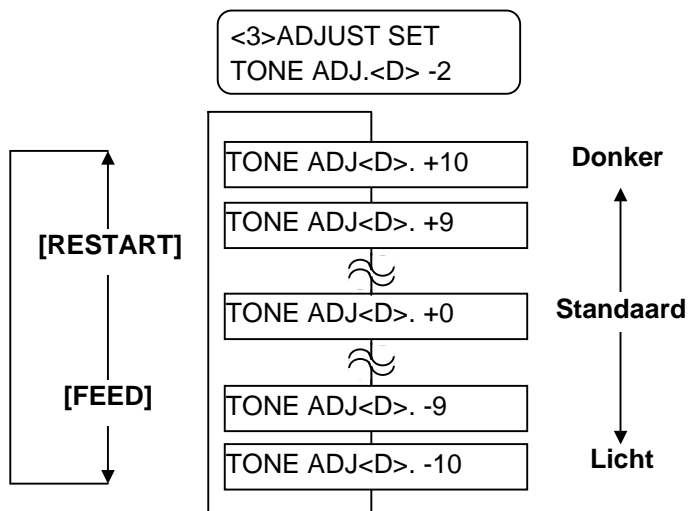 <3>ADJUST SET
TONE ADJ.<D> -2
TONE ADJ<D>. +10
Donker
TONE ADJ<D>. +9
[RESTART]
TONE ADJ<D>. +0
Standaard
[FEED]
TONE ADJ<D>. -9
TONE ADJ<D>. -10
Licht